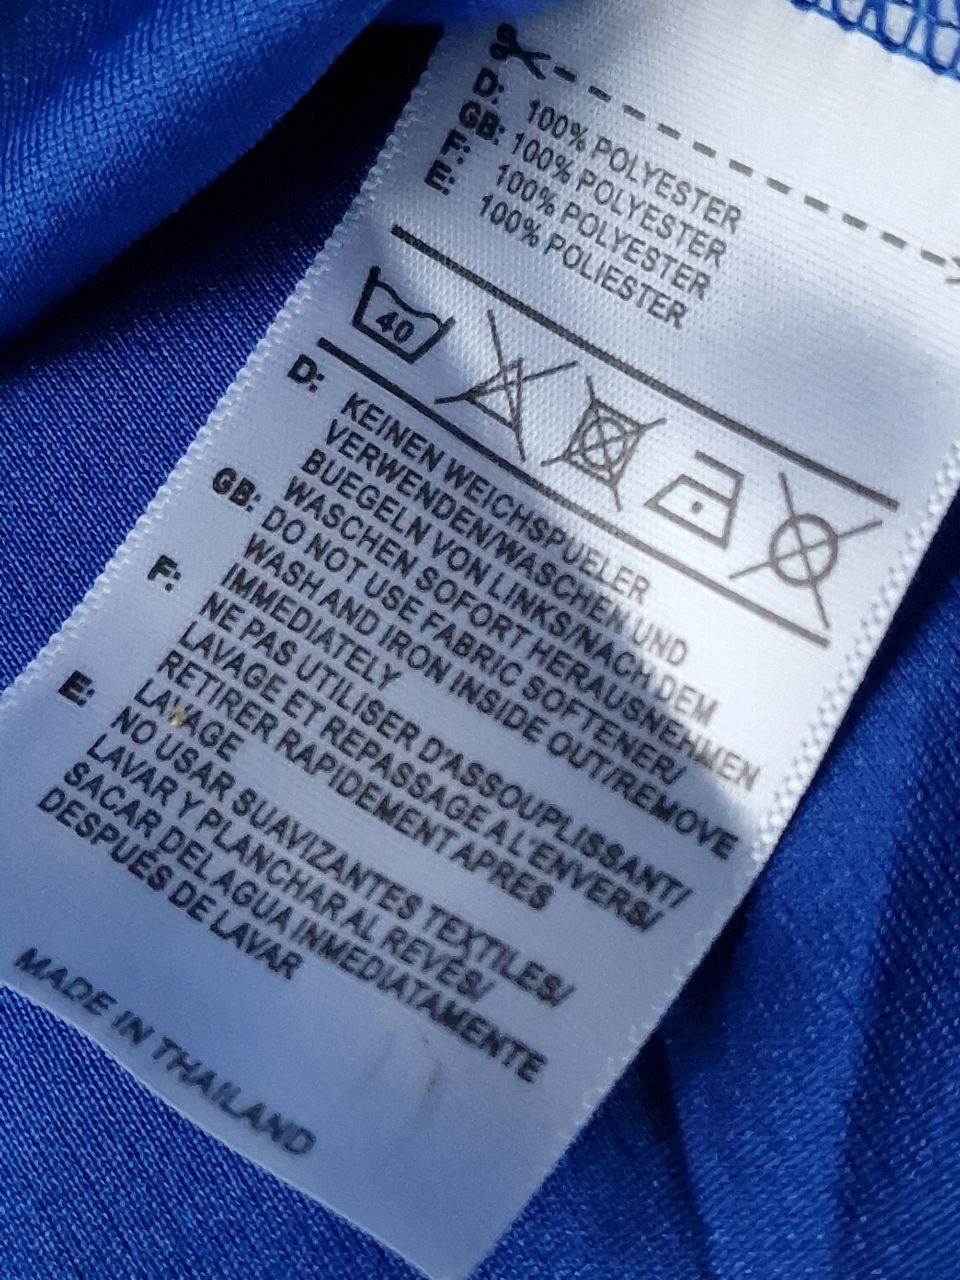 D: 100% POLYESTER
GB: 100% POLYESTER
F: 100% POLYESTER
E: 100% POLIESTER
40
D: KEINEN WEICHSPUELER
VERWENDEN/WASCHEN UND
BUEGELN VON LINKS/NACH DEM
WASCHEN SOFORT HERAUSNEHMEN
GB: DO NOT USE FABRIC SOFTENER/
WASH AND IRON INSIDE OUT/REMOVE
IMMEDIATELY
F: NE PAS UTILISER D'ASSOUPLISSANT/
LAVAGE ET REPASSAGE A L'ENVERS/
RETIRER RAPIDEMENT APRES
LAVAGE
E: NO USAR SUAVIZANTES TEXTILES/
LAVAR Y PLANCHAR AL REVÉS/
SACAR DEL AGUA INMEDIATAMENTE
DESPUÉS DE LAVAR
MADE IN THAILAND